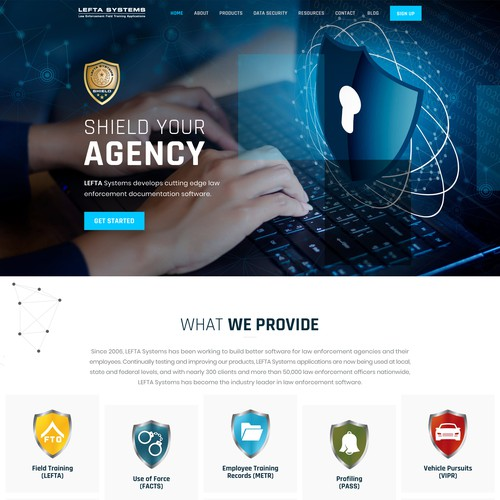 LEFTA SYSTEMS
Law Enforcement Field Training Applications
HOME ABOUT PRODUCTS DATA SECURITY RESOURCES CONTACT BLOG SIGN UP
SHIELD
SHIELD YOUR
AGENCY
LEFTA Systems develops cutting edge law
enforcement documentation software.
GET STARTED
WHAT WE PROVIDE
Since 2006, LEFTA Systems has been working to build better software for law enforcement agencies and their
employees. Continually testing and improving our products, LEFTA Systems applications are now being used at local,
state and federal levels, and with nearly 300 clients and more than 50,000 law enforcement officers nationwide,
LEFTA Systems has become the industry leader in law enforcement software.
FTO
Field Training
(LEFTA)
Use of Force
(FACTS)
Employee Training
Records (METR)
Profiling
(PASS)
Vehicle Pursuits
(VIPR)